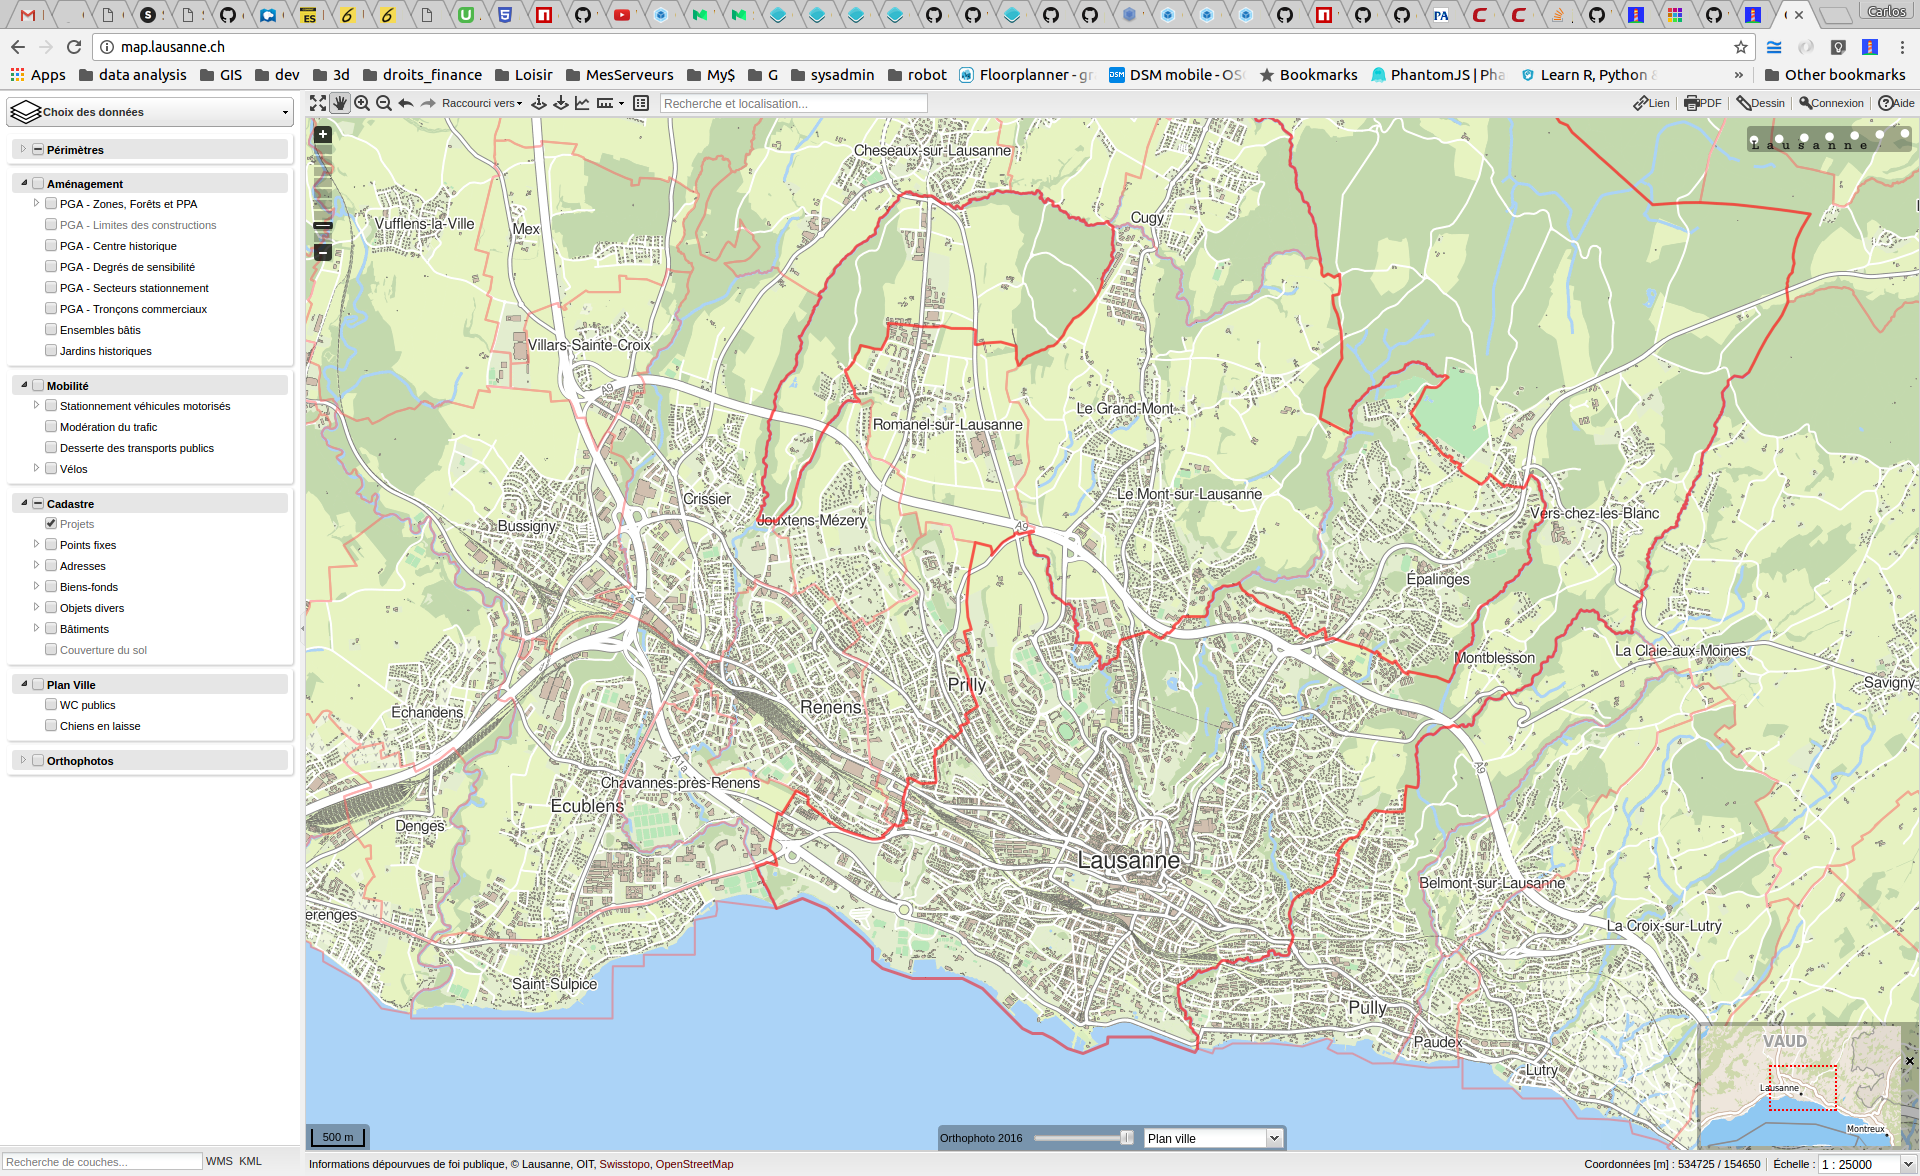 Carlos
map.lausanne.ch
Apps data analysis GIS dev 3d droits_finance Loisir MesServeurs My$ G sysadmin robot Floorplanner - gr DSM mobile - OS Bookmarks PhantomJS | Pha Learn R, Python & » Other bookmarks
Choix des données
Raccourci vers
Recherche et localisation...
Lien PDF Dessin Connexion Aide
Périmètres
Aménagement
PGA - Zones, Forêts et PPA
PGA - Limites des constructions
PGA - Centre historique
PGA - Degrés de sensibilité
PGA - Secteurs stationnement
PGA - Tronçons commerciaux
Ensembles bâtis
Jardins historiques
Mobilité
Stationnement véhicules motorisés
Modération du trafic
Desserte des transports publics
Vélos
Cadastre
Projets
Points fixes
Adresses
Biens-fonds
Objets divers
Bâtiments
Couverture du sol
Plan Ville
WC publics
Chiens en laisse
Orthophotos
Recherche de couches... WMS KML
Lausanne
Cheseaux-sur-Lausanne
Vufflens-la-Ville
Mex
Cugy
Villars-Sainte-Croix
A9
Le Grand-Mont
Romanel-sur-Lausanne
Crissier
Le Mont-sur-Lausanne
Bussigny
Jouxtens-Mézery
A9
Vers-chez-les-Blanc
Epalinges
A1
Montblesson
La Claie-aux-Moines
Savigny
Prilly
Renens
Echandens
A1a
A9
Chavannes-près-Renens
Ecublens
Denges
Lausanne
Belmont-sur-Lausanne
erenges
La Croix-sur-Lutry
Saint-Sulpice
Pully
Paudex
Lutry
VAUD
Lausanne
Montreux
500 m
Orthophoto 2016 Plan ville
Informations dépourvues de foi publique, © Lausanne, OIT, Swisstopo, OpenStreetMap
Coordonnées [m] : 534725 / 154650 Échelle : 1 : 25000